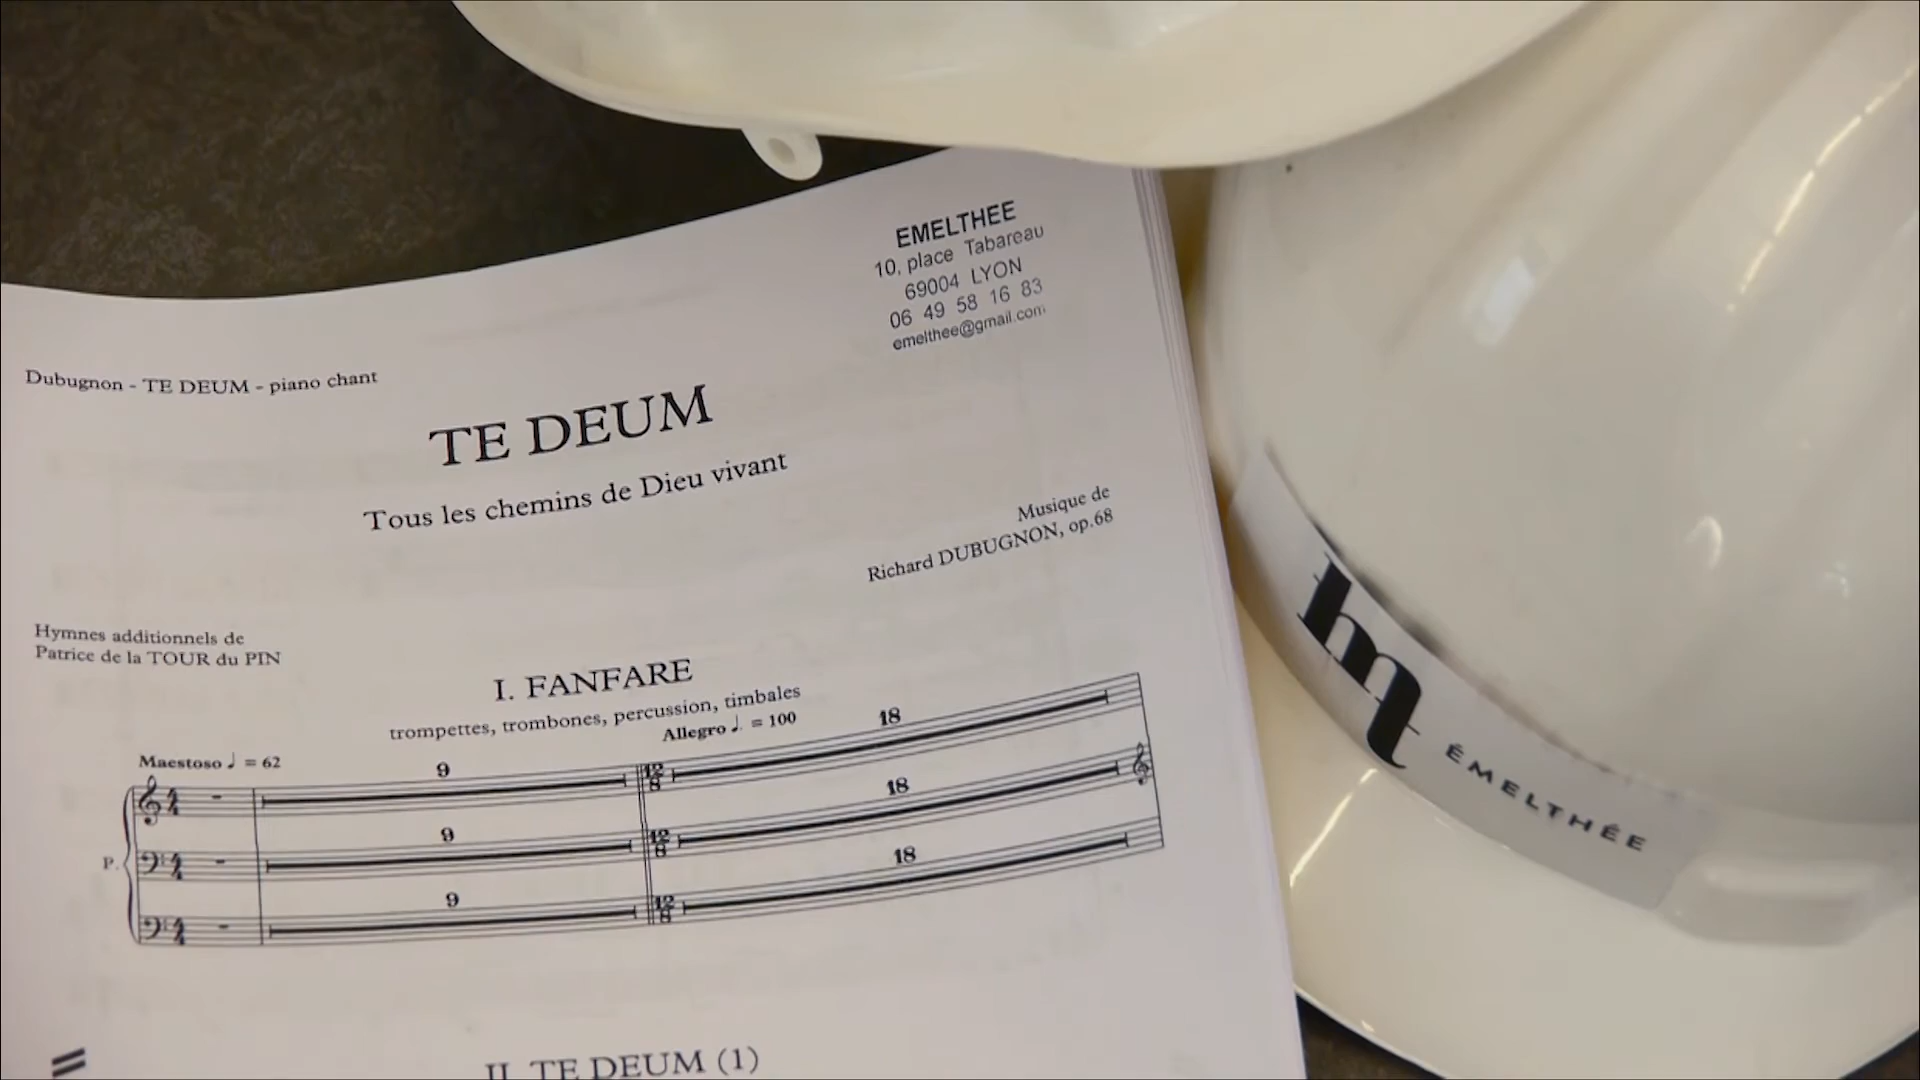 EMELTHEE
10, place Tabareau
69004 LYON
06 49 58 16 83
emelthee@gmail.com
Dubugnon - TE DEUM - piano chant
TE DEUM
Tous les chemins de Dieu vivant
Musique de
Richard DUBUGNON, op.68
Hymnes additionnels de
Patrice de la TOUR du PIN
I. FANFARE
trompettes, trombones, percussion, timbales
Maestoso ♩ = 62
Allegro ♩. = 100
9
18
9
18
9
18
P.
II. TE DEUM (1)
ÉMELTHÉE